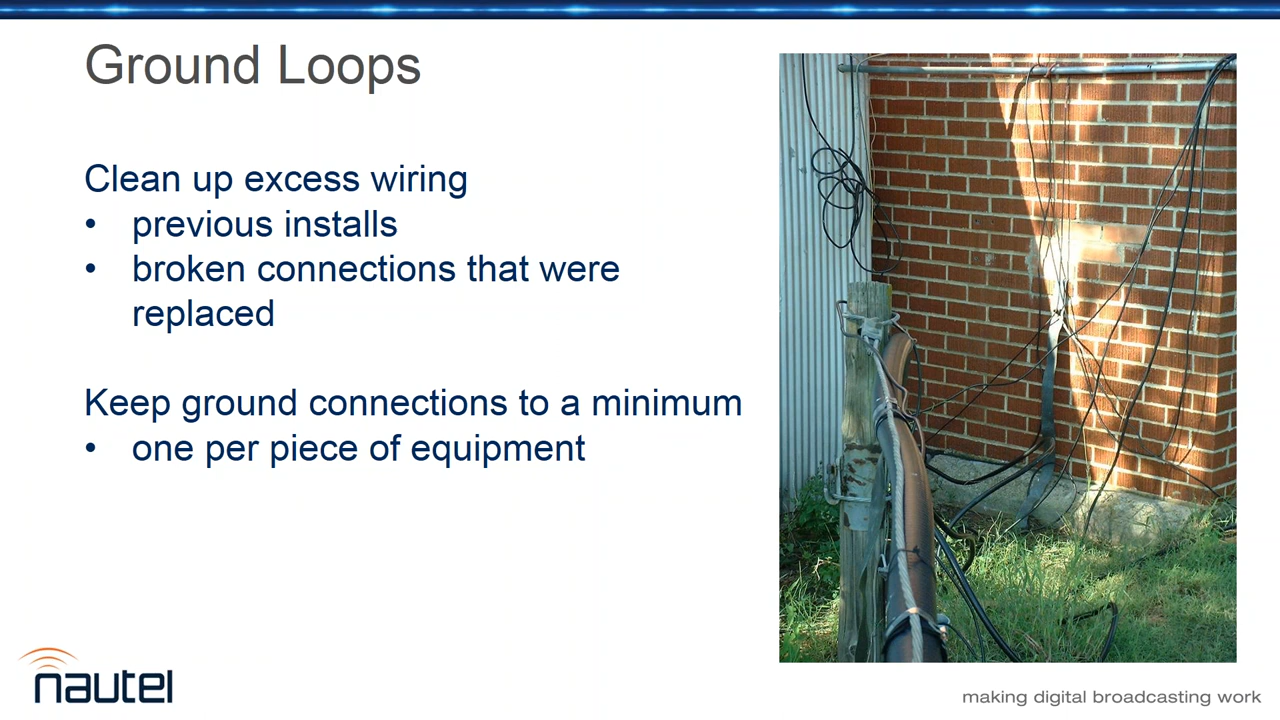 Ground Loops
Clean up excess wiring
• previous installs
• broken connections that were
replaced
Keep ground connections to a minimum
• one per piece of equipment
nautel
making digital broadcasting work